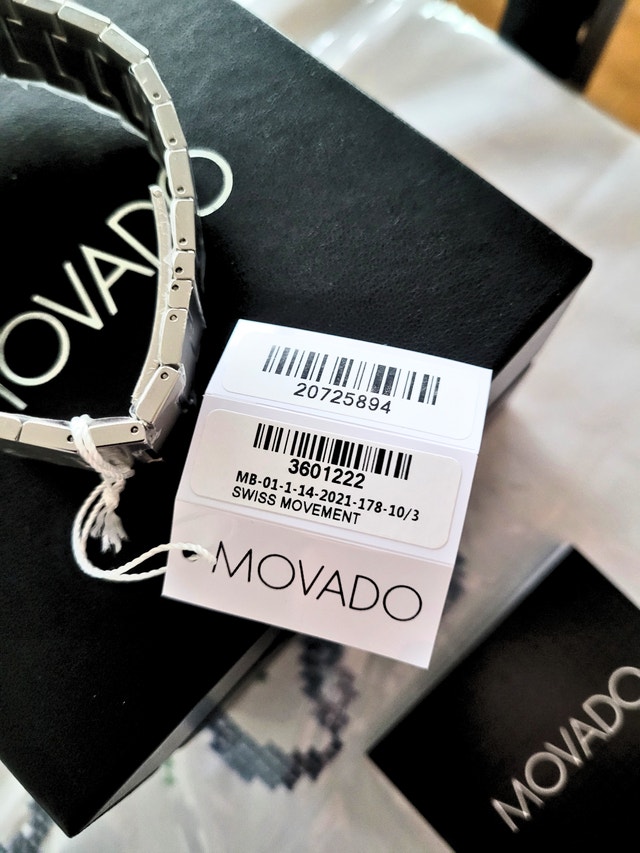 MOVADO
20725894
3601222
MB-01-1-14-2021-178-10/3
SWISS MOVEMENT
MOVADO
MOVADO